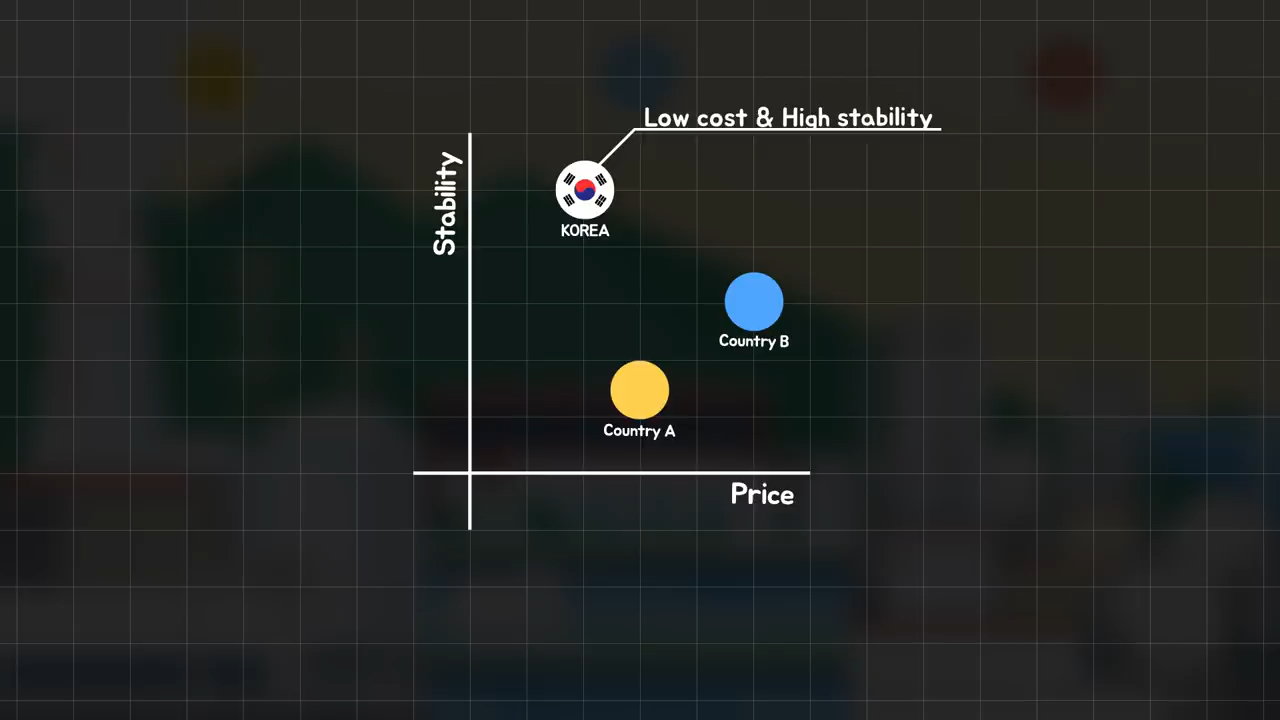 Low cost & High stability
Stability
KOREA
Country B
Country A
Price